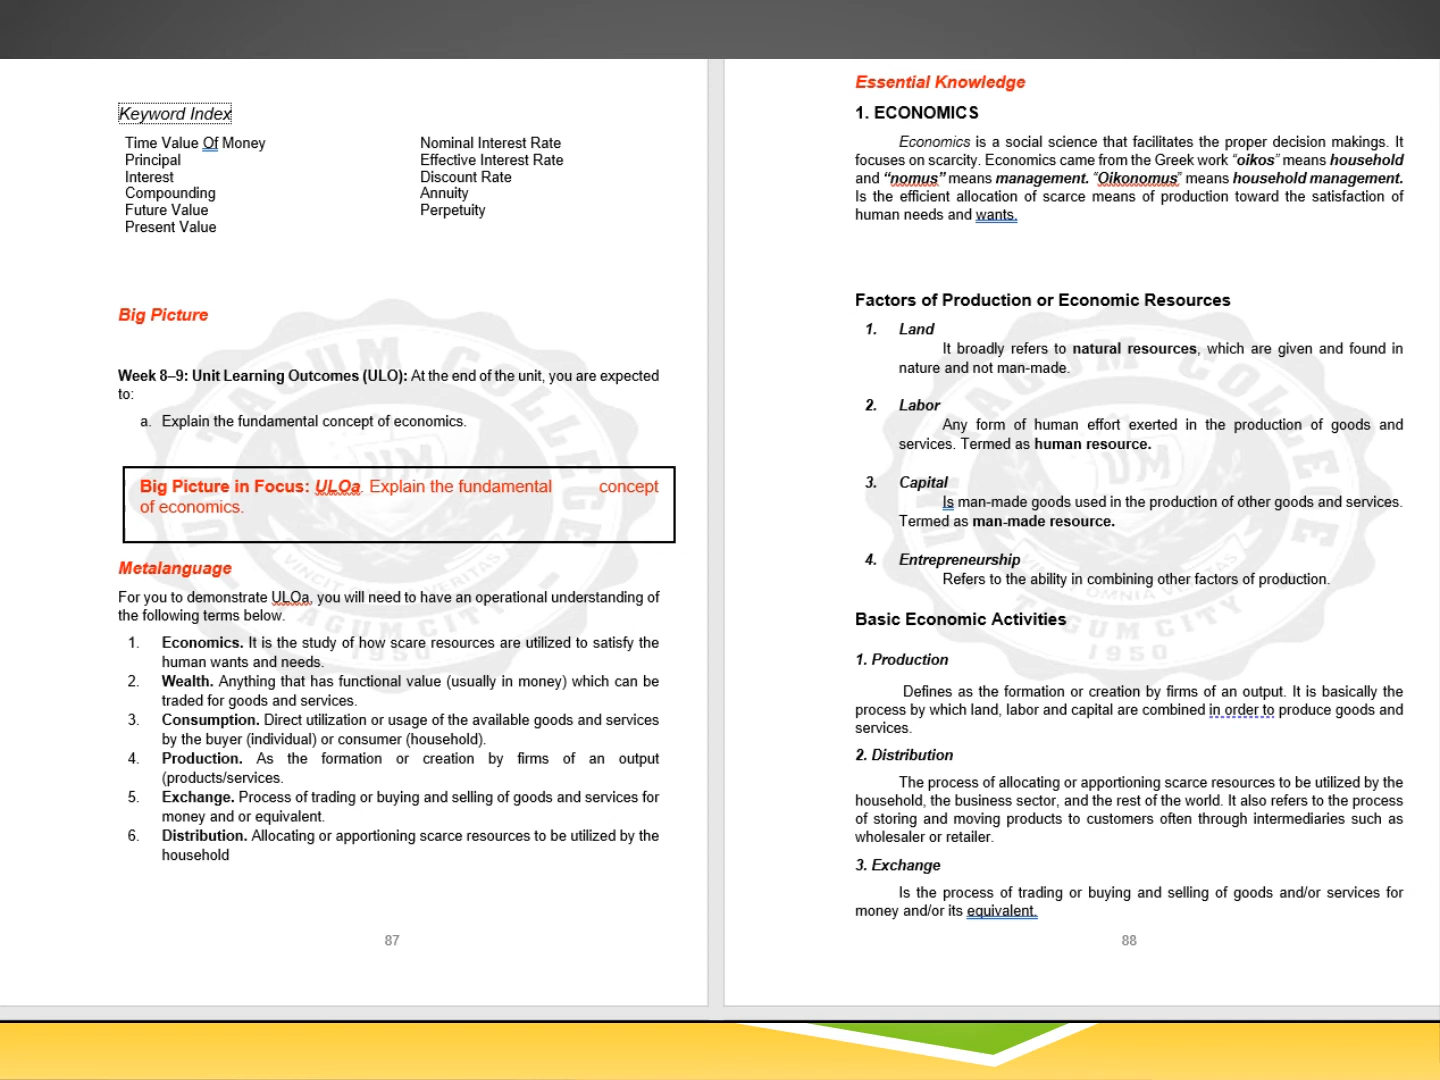 Keyword Index
Time Value Of Money
Principal
Interest
Compounding
Future Value
Present Value
Nominal Interest Rate
Effective Interest Rate
Discount Rate
Annuity
Perpetuity
Big Picture
Week 8–9: Unit Learning Outcomes (ULO): At the end of the unit, you are expected
to:
a. Explain the fundamental concept of economics.
Big Picture in Focus: ULOa. Explain the fundamental concept
of economics.
Metalanguage
For you to demonstrate ULOa, you will need to have an operational understanding of
the following terms below.
1. Economics. It is the study of how scare resources are utilized to satisfy the
human wants and needs.
2. Wealth. Anything that has functional value (usually in money) which can be
traded for goods and services.
3. Consumption. Direct utilization or usage of the available goods and services
by the buyer (individual) or consumer (household).
4. Production. As the formation or creation by firms of an output
(products/services.
5. Exchange. Process of trading or buying and selling of goods and services for
money and or equivalent.
6. Distribution. Allocating or apportioning scarce resources to be utilized by the
household
87
Essential Knowledge
1. ECONOMICS
Economics is a social science that facilitates the proper decision makings. It
focuses on scarcity. Economics came from the Greek work “oikos” means household
and “nomus” means management. “Oikonomus” means household management.
Is the efficient allocation of scarce means of production toward the satisfaction of
human needs and wants.
Factors of Production or Economic Resources
1. Land
It broadly refers to natural resources, which are given and found in
nature and not man-made.
2. Labor
Any form of human effort exerted in the production of goods and
services. Termed as human resource.
3. Capital
Is man-made goods used in the production of other goods and services.
Termed as man-made resource.
4. Entrepreneurship
Refers to the ability in combining other factors of production.
Basic Economic Activities
1. Production
Defines as the formation or creation by firms of an output. It is basically the
process by which land, labor and capital are combined in order to produce goods and
services.
2. Distribution
The process of allocating or apportioning scarce resources to be utilized by the
household, the business sector, and the rest of the world. It also refers to the process
of storing and moving products to customers often through intermediaries such as
wholesaler or retailer.
3. Exchange
Is the process of trading or buying and selling of goods and/or services for
money and/or its equivalent.
88